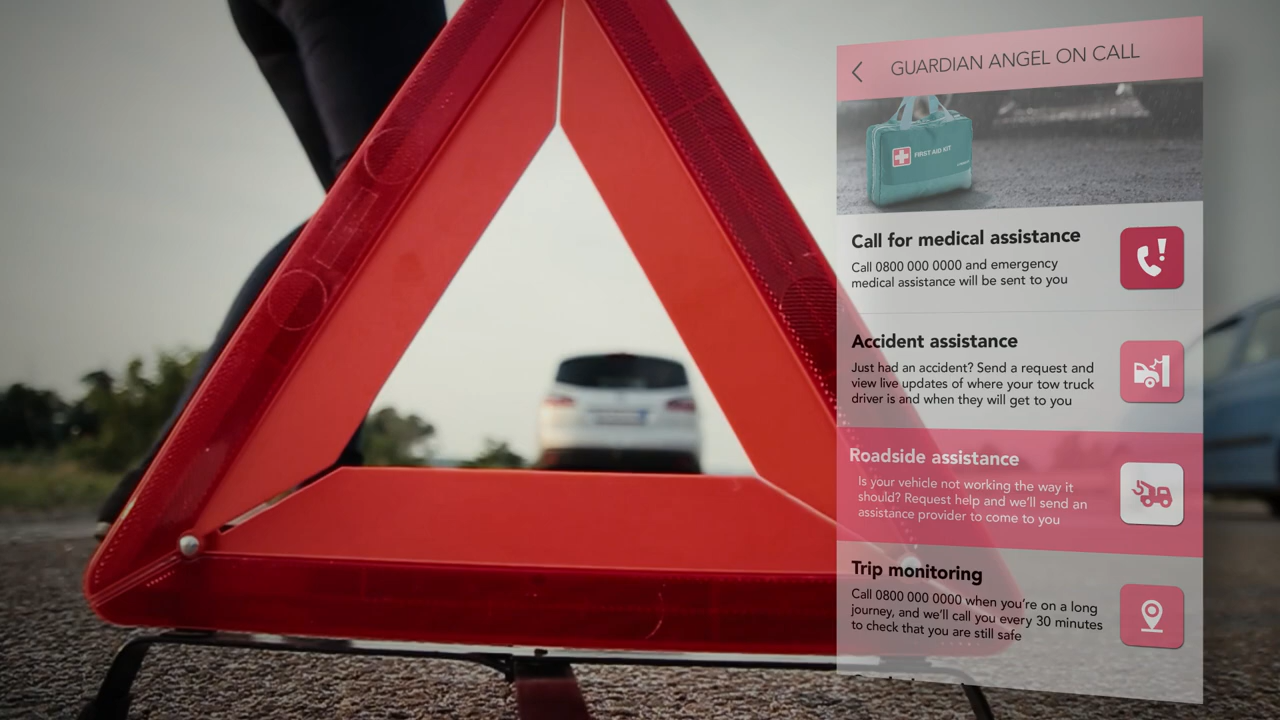 GUARDIAN ANGEL ON CALL
FIRST AID KIT
Call for medical assistance
Call 0800 000 0000 and emergency
medical assistance will be sent to you
Accident assistance
Just had an accident? Send a request and
view live updates of where your tow truck
driver is and when they will get to you
Roadside assistance
Is your vehicle not working the way it
should? Request help and we'll send an
assistance provider to come to you
Trip monitoring
Call 0800 000 0000 when you're on a long
journey, and we'll call you every 30 minutes
to check that you are still safe